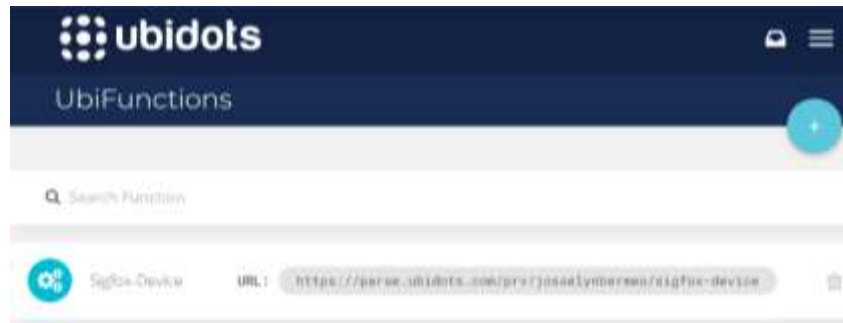 ubidots
UbiFunctions
+
Search Function
Sigfox-Device URL: https://parse.ubidots.com/prv/josselynbermeo/sigfox-device